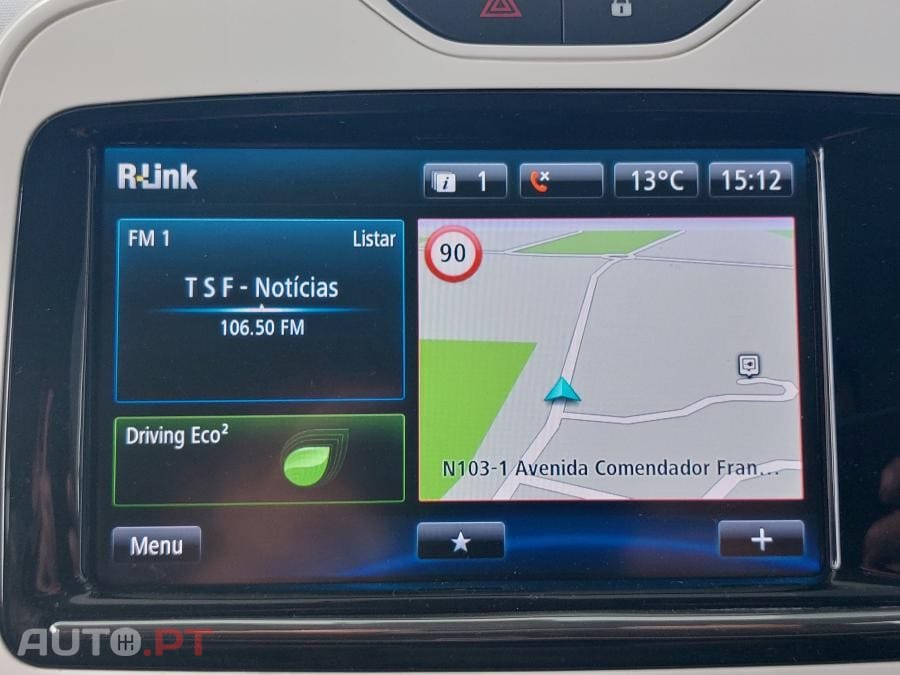 R-Link
1
13°C
15:12
FM 1
Listar
T S F - Notícias
106.50 FM
90
Driving Eco²
N103-1 Avenida Comendador Fran...
Menu
AUTO.PT